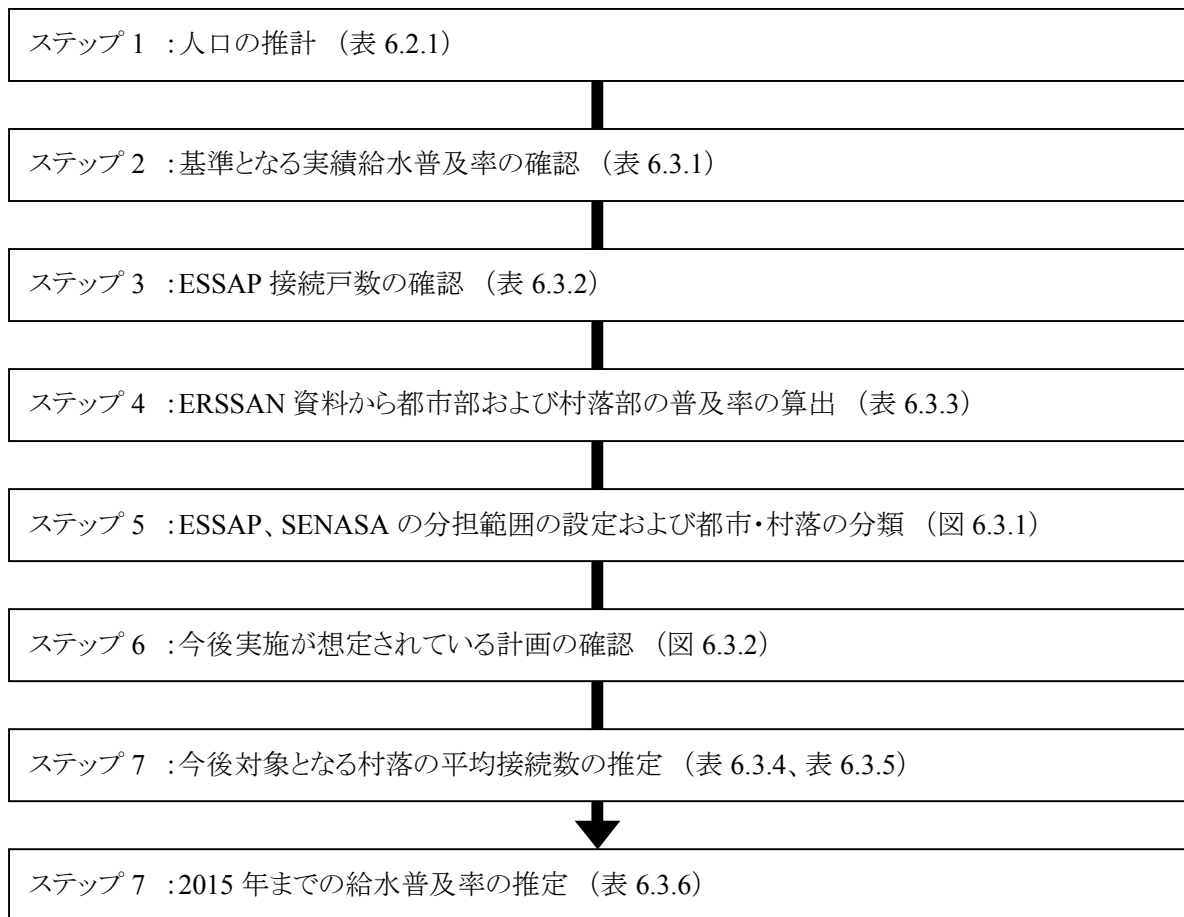 ステップ 1 :人口の推計 (表 6.2.1)
ステップ 2 :基準となる実績給水普及率の確認 (表 6.3.1)
ステップ 3 :ESSAP 接続戸数の確認 (表 6.3.2)
ステップ 4 :ERSSAN 資料から都市部および村落部の普及率の算出 (表 6.3.3)
ステップ 5 :ESSAP、SENASA の分担範囲の設定および都市・村落の分類 (図 6.3.1)
ステップ 6 :今後実施が想定されている計画の確認 (図 6.3.2)
ステップ 7 :今後対象となる村落の平均接続数の推定 (表 6.3.4、表 6.3.5)
ステップ 7 :2015 年までの給水普及率の推定 (表 6.3.6)